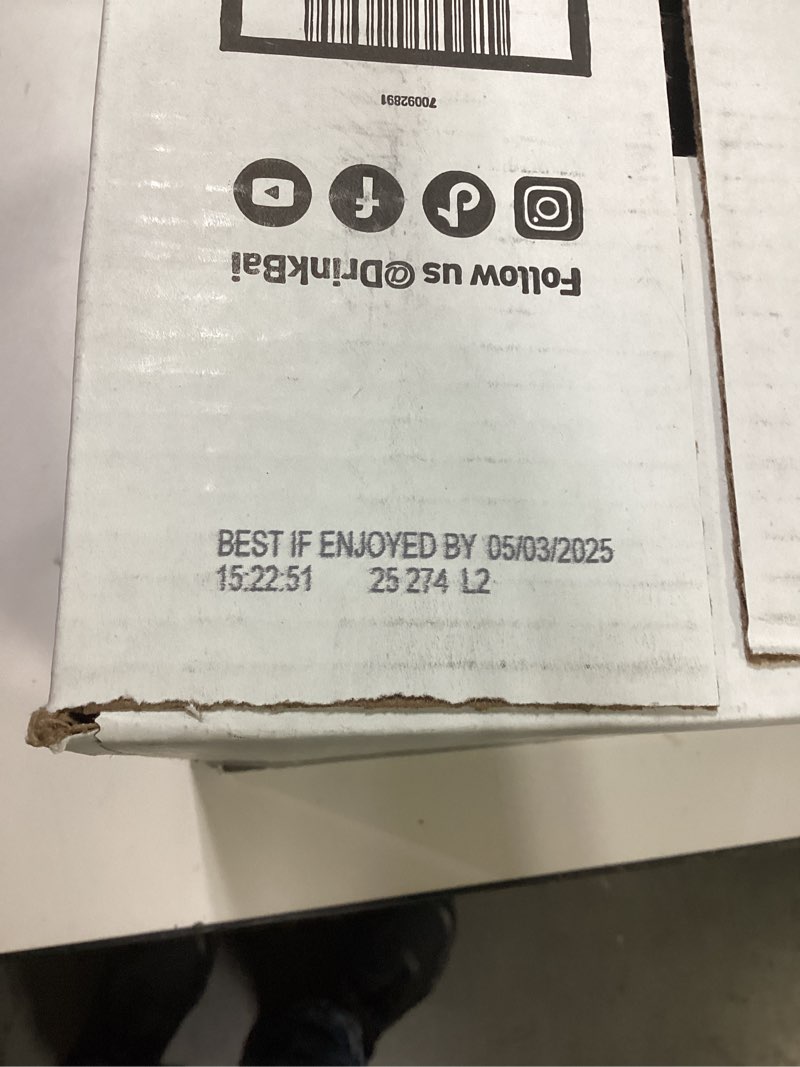 70092891
Follow us @DrinkBai
BEST IF ENJOYED BY 05/03/2025
15:22:51 25 274 L2